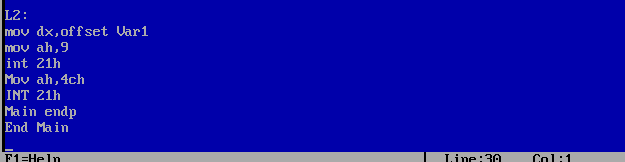 L2:
mov dx,offset Var1
mov ah,9
int 21h
Mov ah,4ch
INT 21h
Main endp
End Main
F1=Help Line:30 Col:1